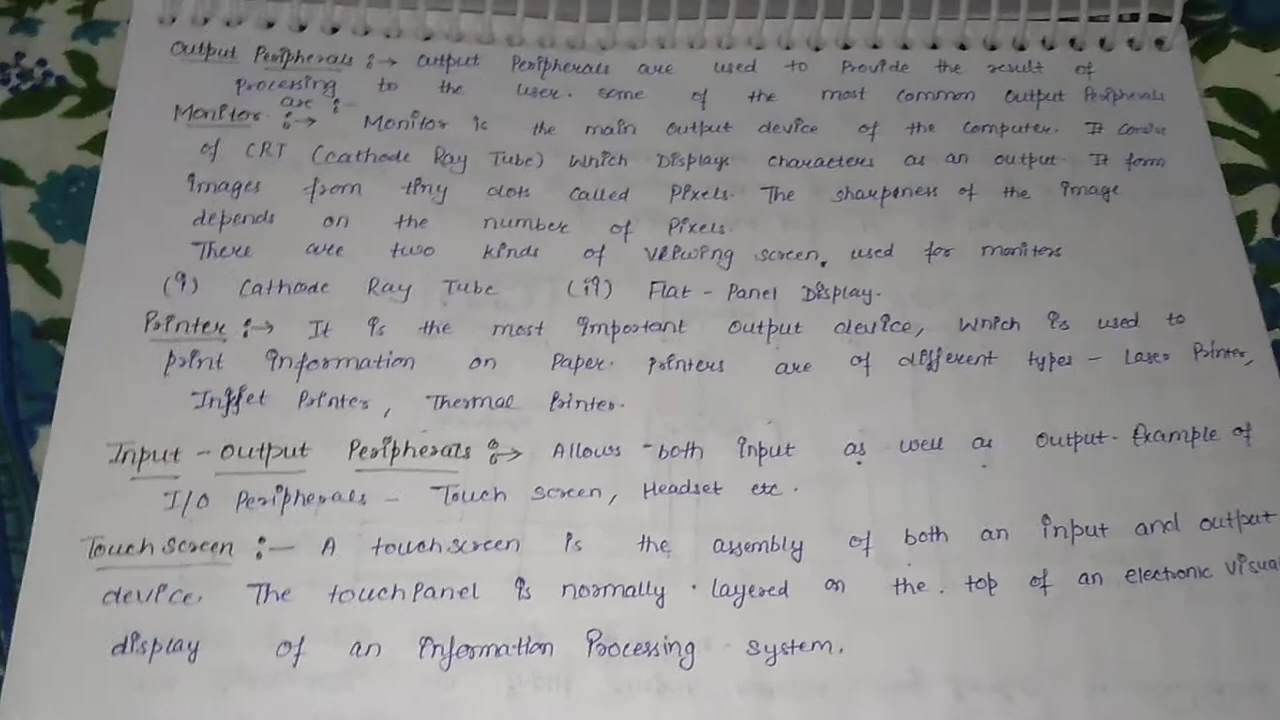 Output Peripherals :→ output Peripherals are used to Provide the result of
Processing to the user. some of the most common output Peripherals
are :-
Monitor :→ Monitor is the main output device of the computer. It consist
of CRT (cathode Ray Tube) which Displays characters as an output. It form
images from tiny dots called Pixels. The sharpness of the image
depends on the number of Pixels.
There are two kinds of viewing screen, used for monitors
(i) Cathode Ray Tube (ii) Flat - Panel Display.
Printer :→ It is the most important output device, which is used to
print information on Paper. Printers are of different types - Laser Printer,
Inkjet Printer, Thermal Printer.
Input - output Peripherals :→ Allows both input as well as output. Example of
I/O Peripherals - Touch screen, Headset etc.
Touch screen :- A touch screen is the assembly of both an input and output
device. The touch Panel is normally layered on the top of an electronic visual
display of an information Processing system.